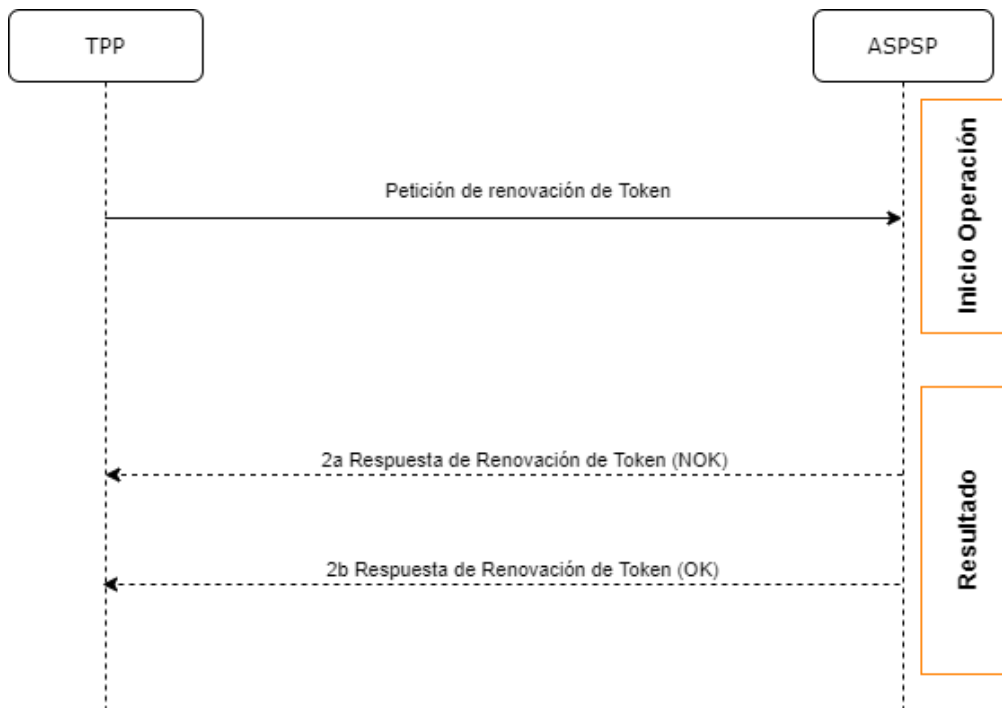 TPP
ASPSP
Inicio Operación
Petición de renovación de Token
2a Respuesta de Renovación de Token (NOK)
Resultado
2b Respuesta de Renovación de Token (OK)